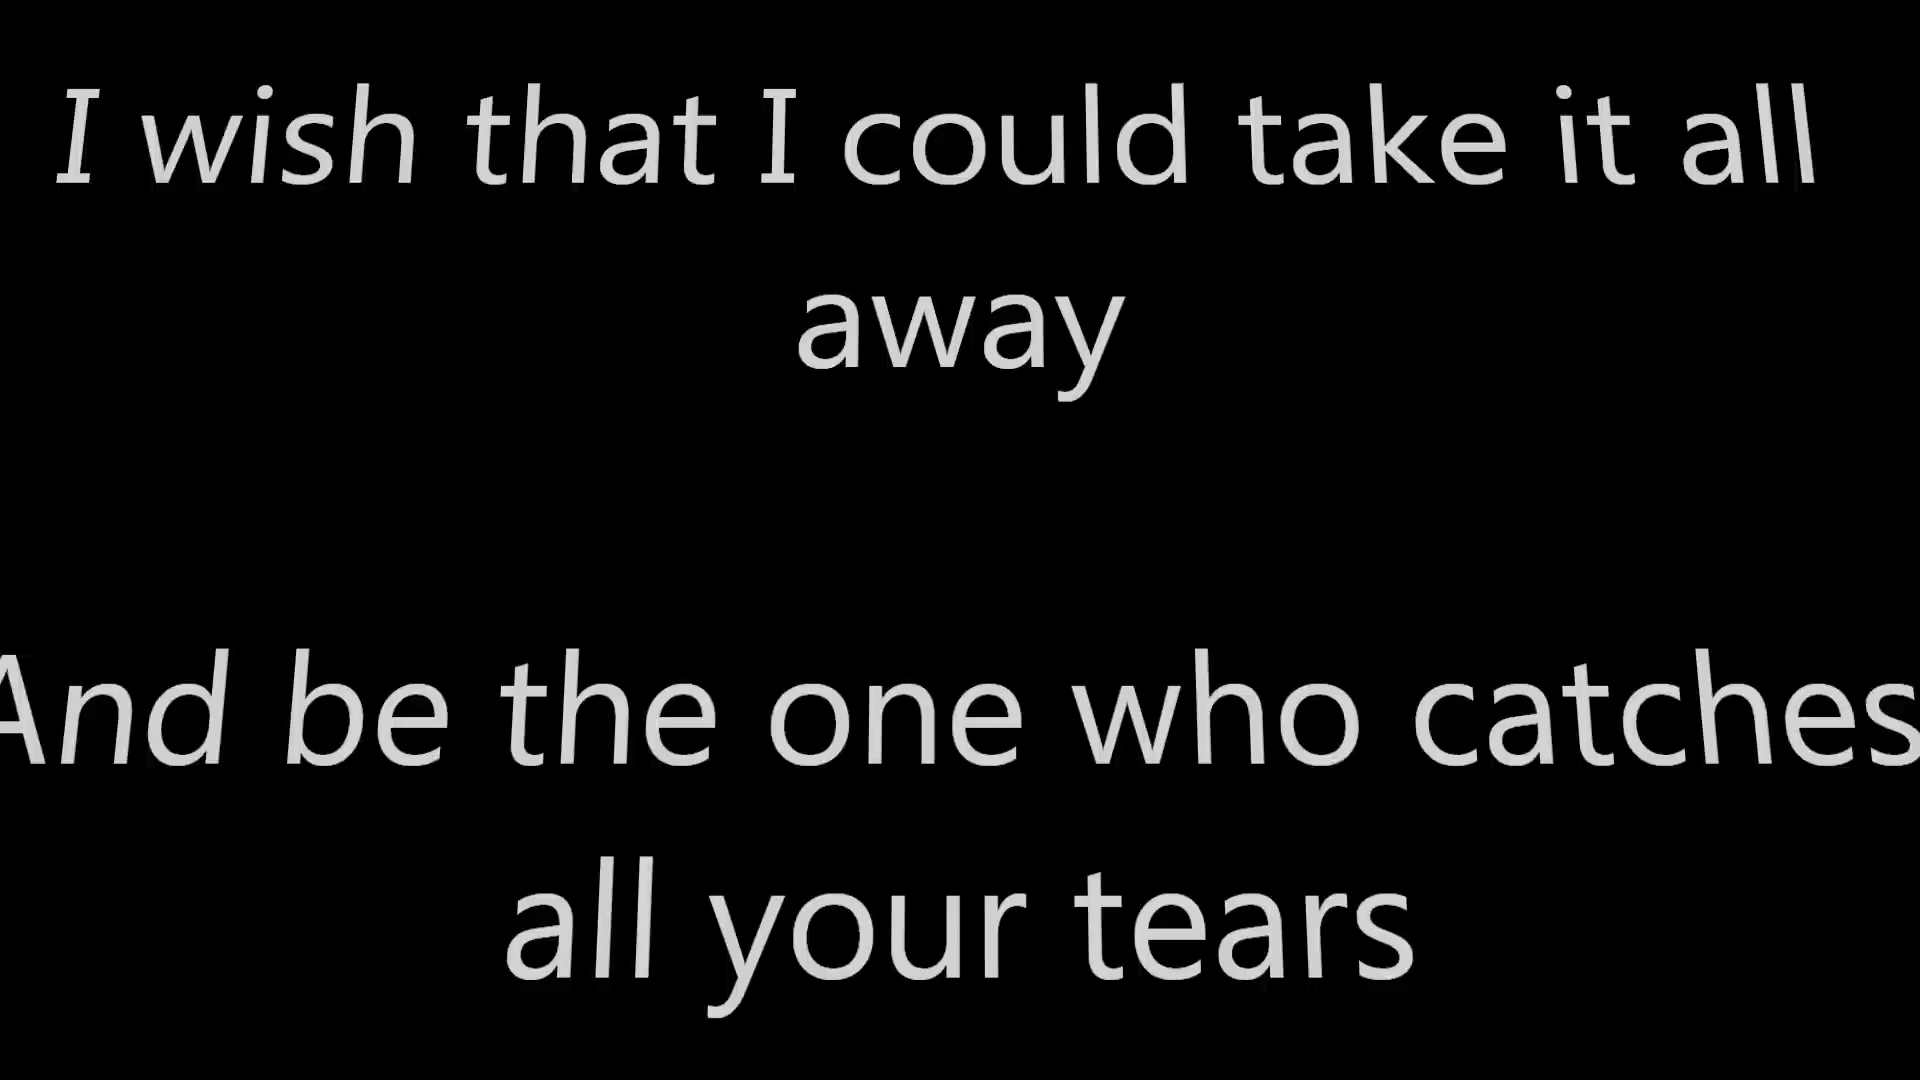 I wish that I could take it all
away
And be the one who catches
all your tears